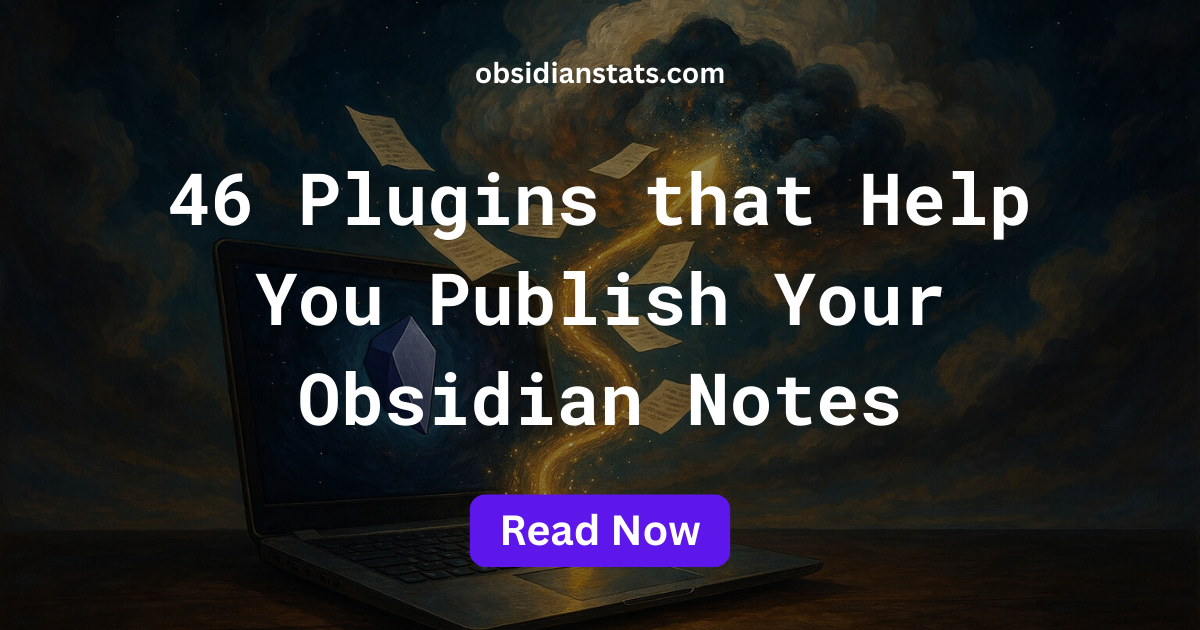 obsidianstats.com
46 Plugins that Help
You Publish Your
Obsidian Notes
Read Now